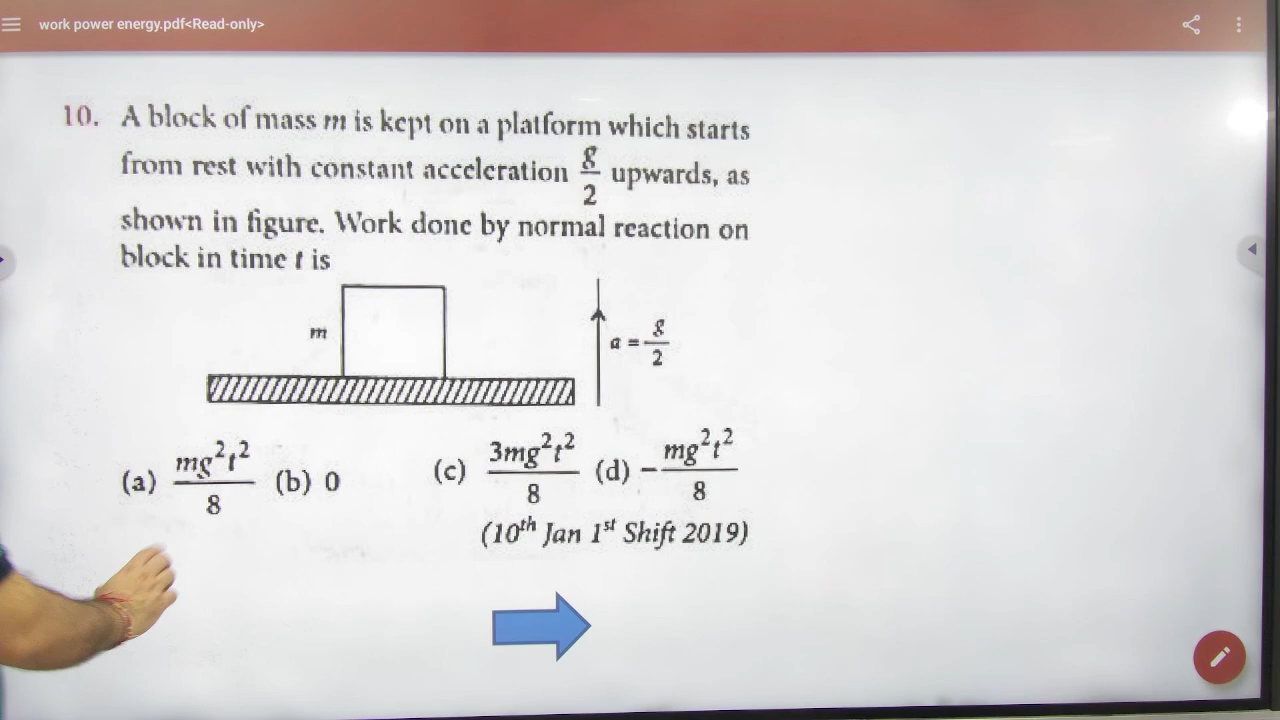 work power energy.pdf<Read-only>
10. A block of mass m is kept on a platform which starts
from rest with constant acceleration g/2 upwards, as
shown in figure. Work done by normal reaction on
block in time t is
m
a = g/2
(a) mg²t²/8 (b) 0 (c) 3mg²t²/8 (d) −mg²t²/8
(10th Jan 1st Shift 2019)